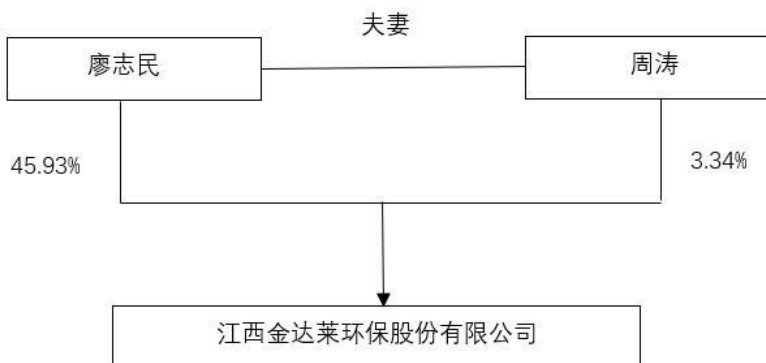 夫妻
廖志民
周涛
45.93%
3.34%
江西金达莱环保股份有限公司